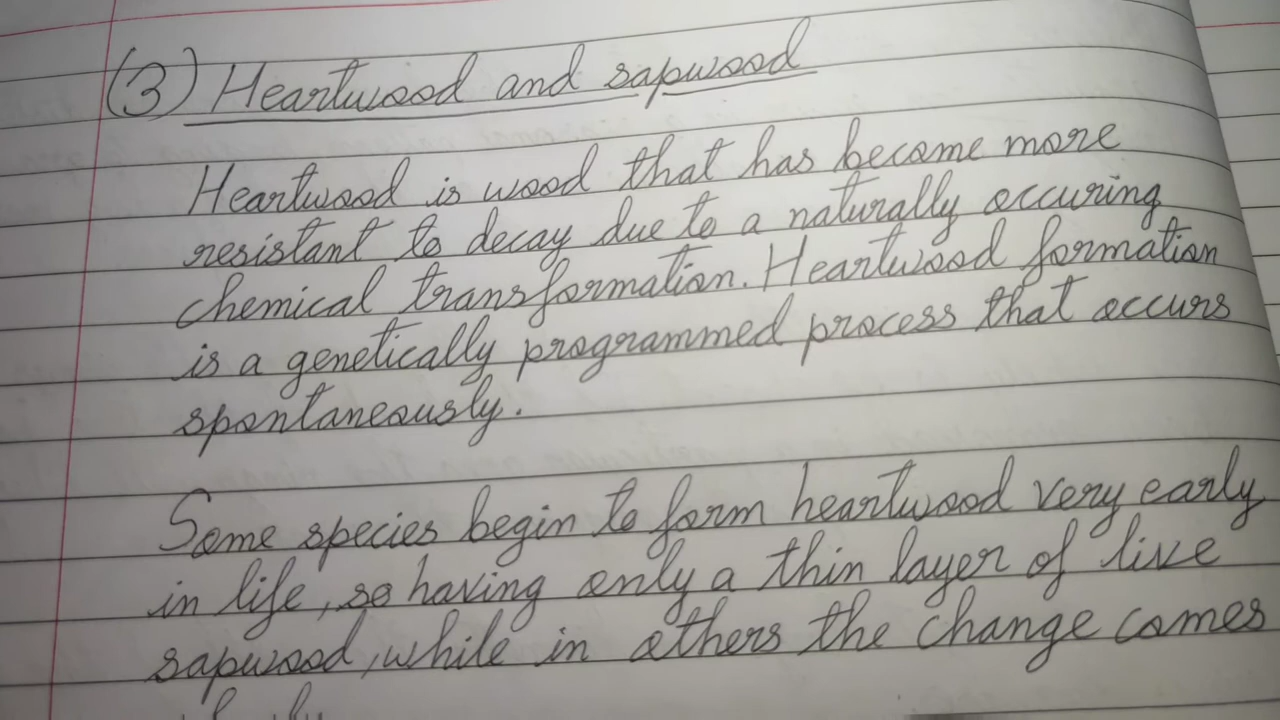 (3) Heartwood and sapwood
Heartwood is wood that has become more
resistant to decay due to a naturally occuring
chemical transformation. Heartwood formation
is a genetically programmed process that occurs
spontaneously.
Some species begin to form heartwood very early
in life, so having only a thin layer of live
sapwood, while in others the change comes